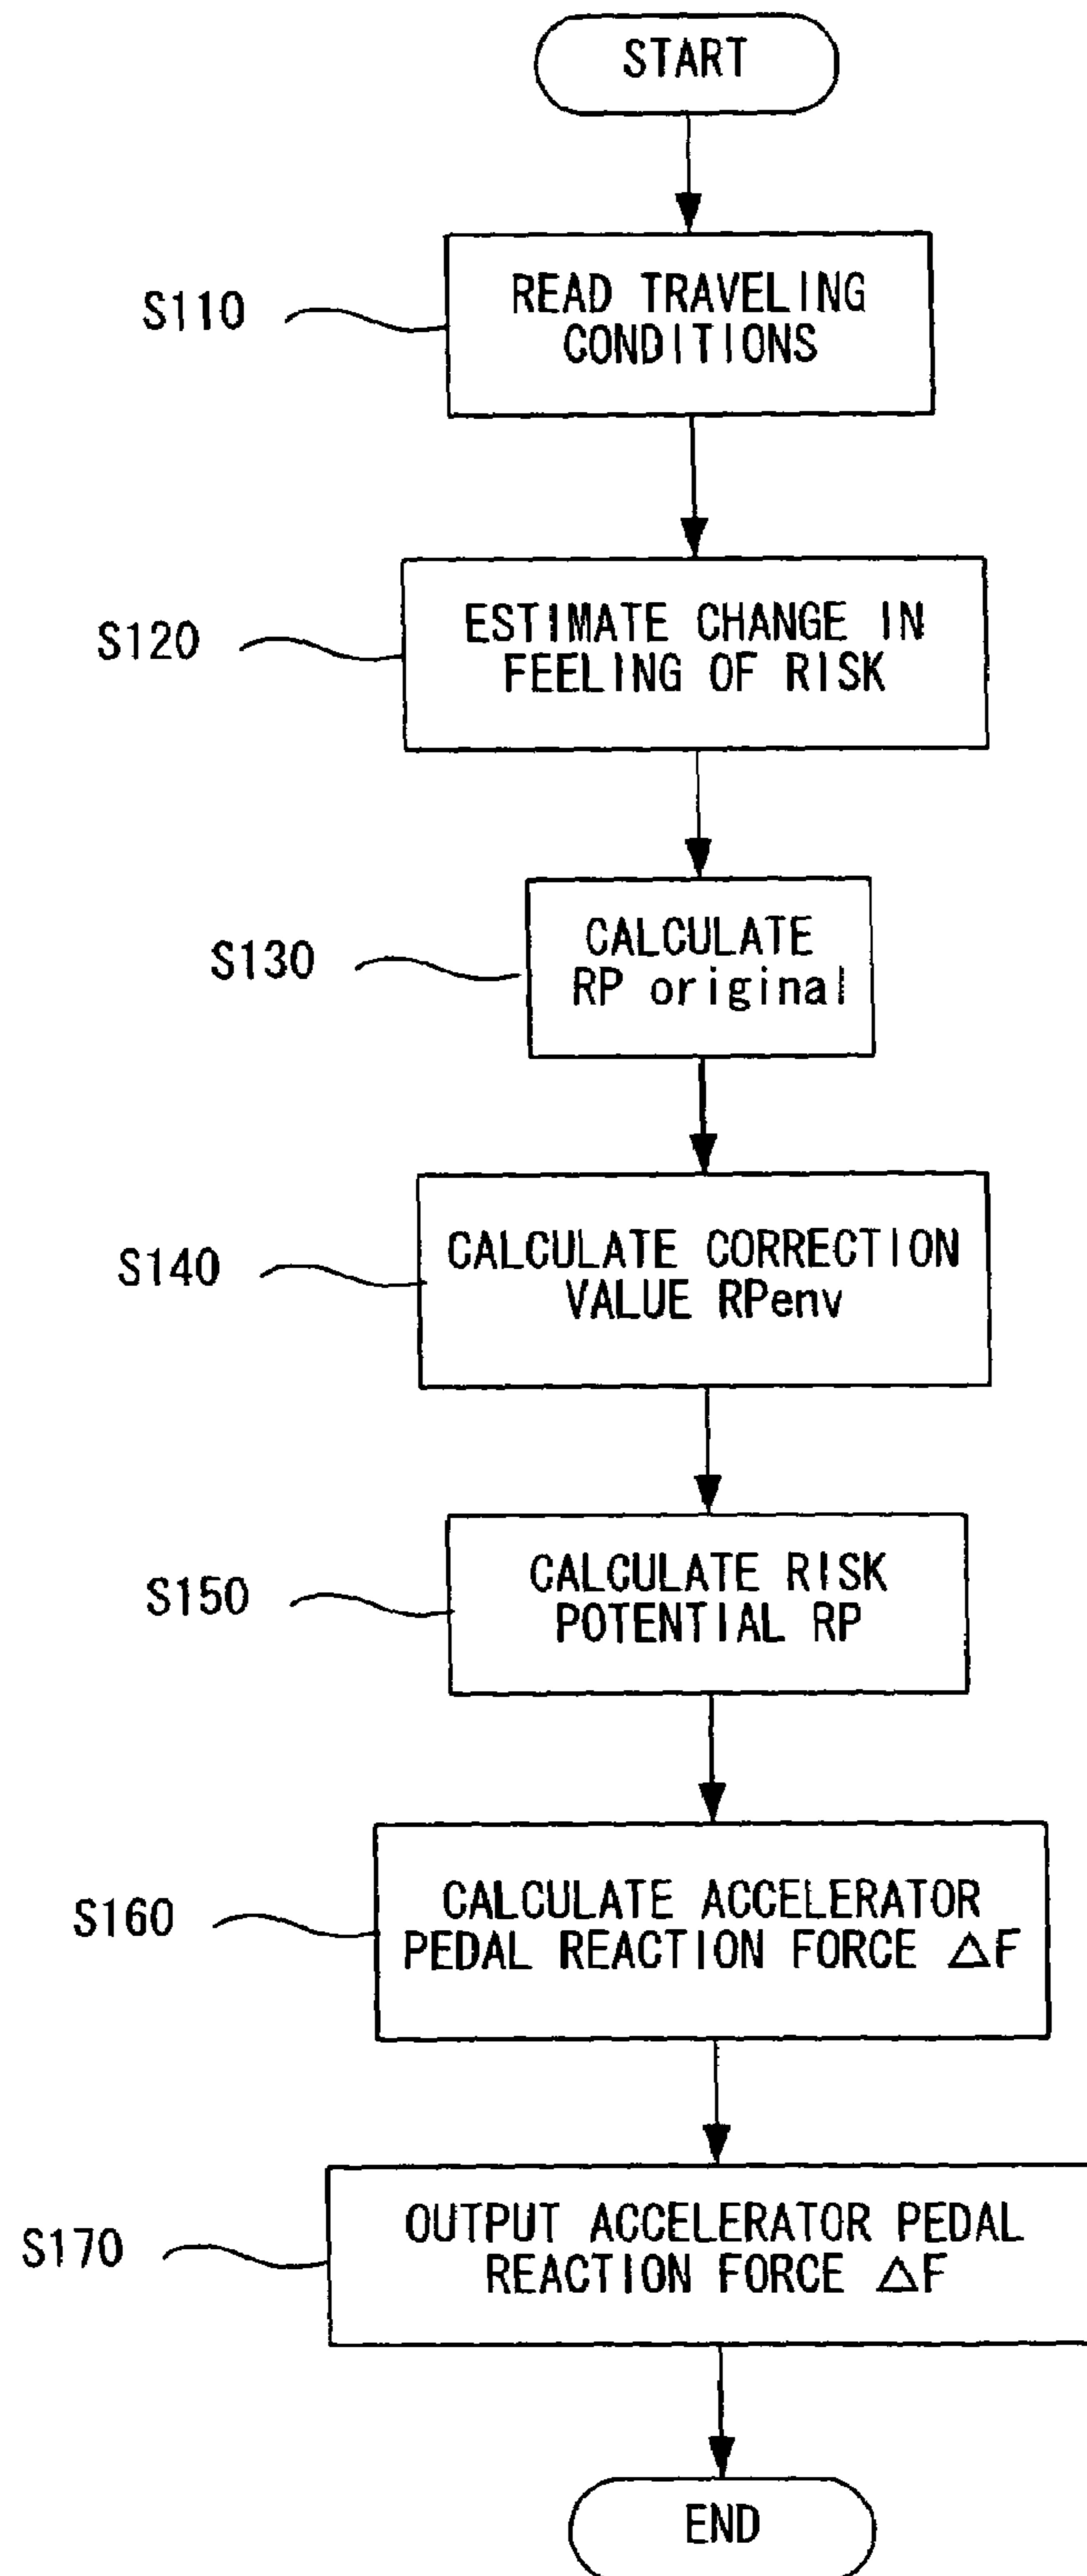 START
S110
READ TRAVELING
CONDITIONS
S120
ESTIMATE CHANGE IN
FEELING OF RISK
S130
CALCULATE
RP original
S140
CALCULATE CORRECTION
VALUE RPenv
S150
CALCULATE RISK
POTENTIAL RP
S160
CALCULATE ACCELERATOR
PEDAL REACTION FORCE △F
S170
OUTPUT ACCELERATOR PEDAL
REACTION FORCE △F
END